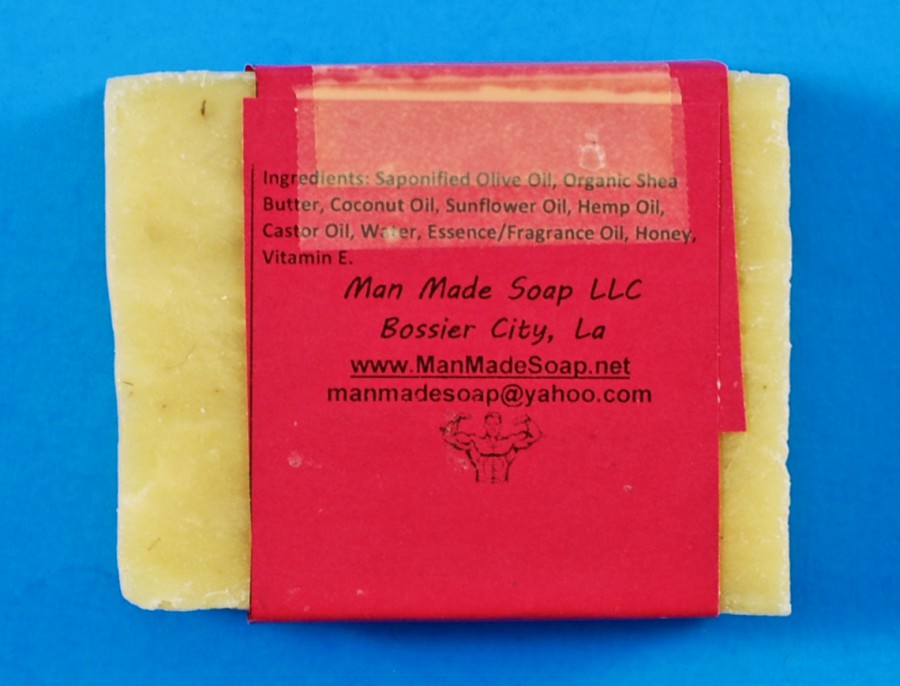 Ingredients: Saponified Olive Oil, Organic Shea
Butter, Coconut Oil, Sunflower Oil, Hemp Oil,
Castor Oil, Water, Essence/Fragrance Oil, Honey,
Vitamin E.
Man Made Soap LLC
Bossier City, La
www.ManMadeSoap.net
manmadesoap@yahoo.com